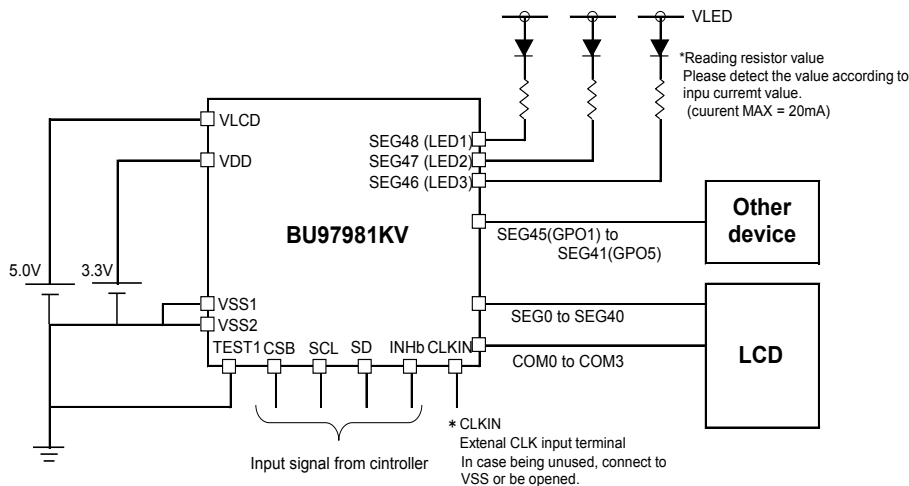 VLED
*Reading resistor value
Please detect the value according to
inpu curremt value.
(cuurent MAX = 20mA)
VLCD
VDD
SEG48 (LED1)
SEG47 (LED2)
SEG46 (LED3)
BU97981KV
SEG45(GPO1) to
SEG41(GPO5)
Other
device
5.0V
3.3V
VSS1
VSS2
SEG0 to SEG40
COM0 to COM3
LCD
TEST1 CSB SCL SD INHb CLKIN
Input signal from cintroller
* CLKIN
Extenal CLK input terminal
In case being unused, connect to
VSS or be opened.